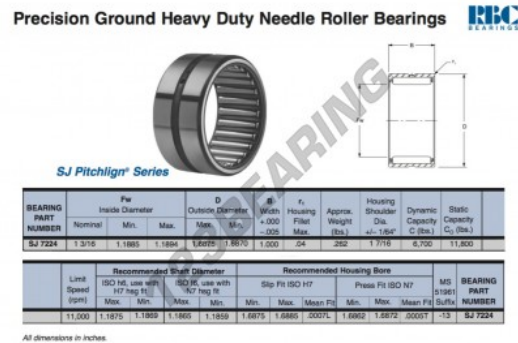 Precision Ground Heavy Duty Needle Roller Bearings
RBC
BEARINGS
B
r,
Fw
D
123BEARING
SJ Pitchlign® Series
BEARING PART NUMBER
Fw Inside Diameter
Nominal Min. Max.
D Outside Diameter
Max. Min.
B Width +.000 -.005
Housing Fillet Max.
Approx. Weight (lbs.)
Housing Shoulder Dia. +/- 1/64"
Dynamic Capacity C (lbs.)
Static Capacity C₀ (lbs.)
SJ 7224 1 3/16 1.1885 1.1894 1.6875 1.6870 1.000 .04 .262 1 7/16 6,700 11,800
Limit Speed (rpm)
Recommended Shaft Diameter
ISO h6, use with H7 hsg fit
Max. Min.
ISO f6, use with N7 hsg fit
Max. Min.
Recommended Housing Bore
Slip Fit ISO H7
Max. Min. Mean Fit
Press Fit ISO N7
Min. Max. Mean Fit
MS 51961 Suffix
BEARING PART NUMBER
11,000 1.1875 1.1869 1.1865 1.1859 1.6875 1.6885 .0007L 1.6862 1.6872 .0005T -13 SJ 7224
All dimensions in inches.